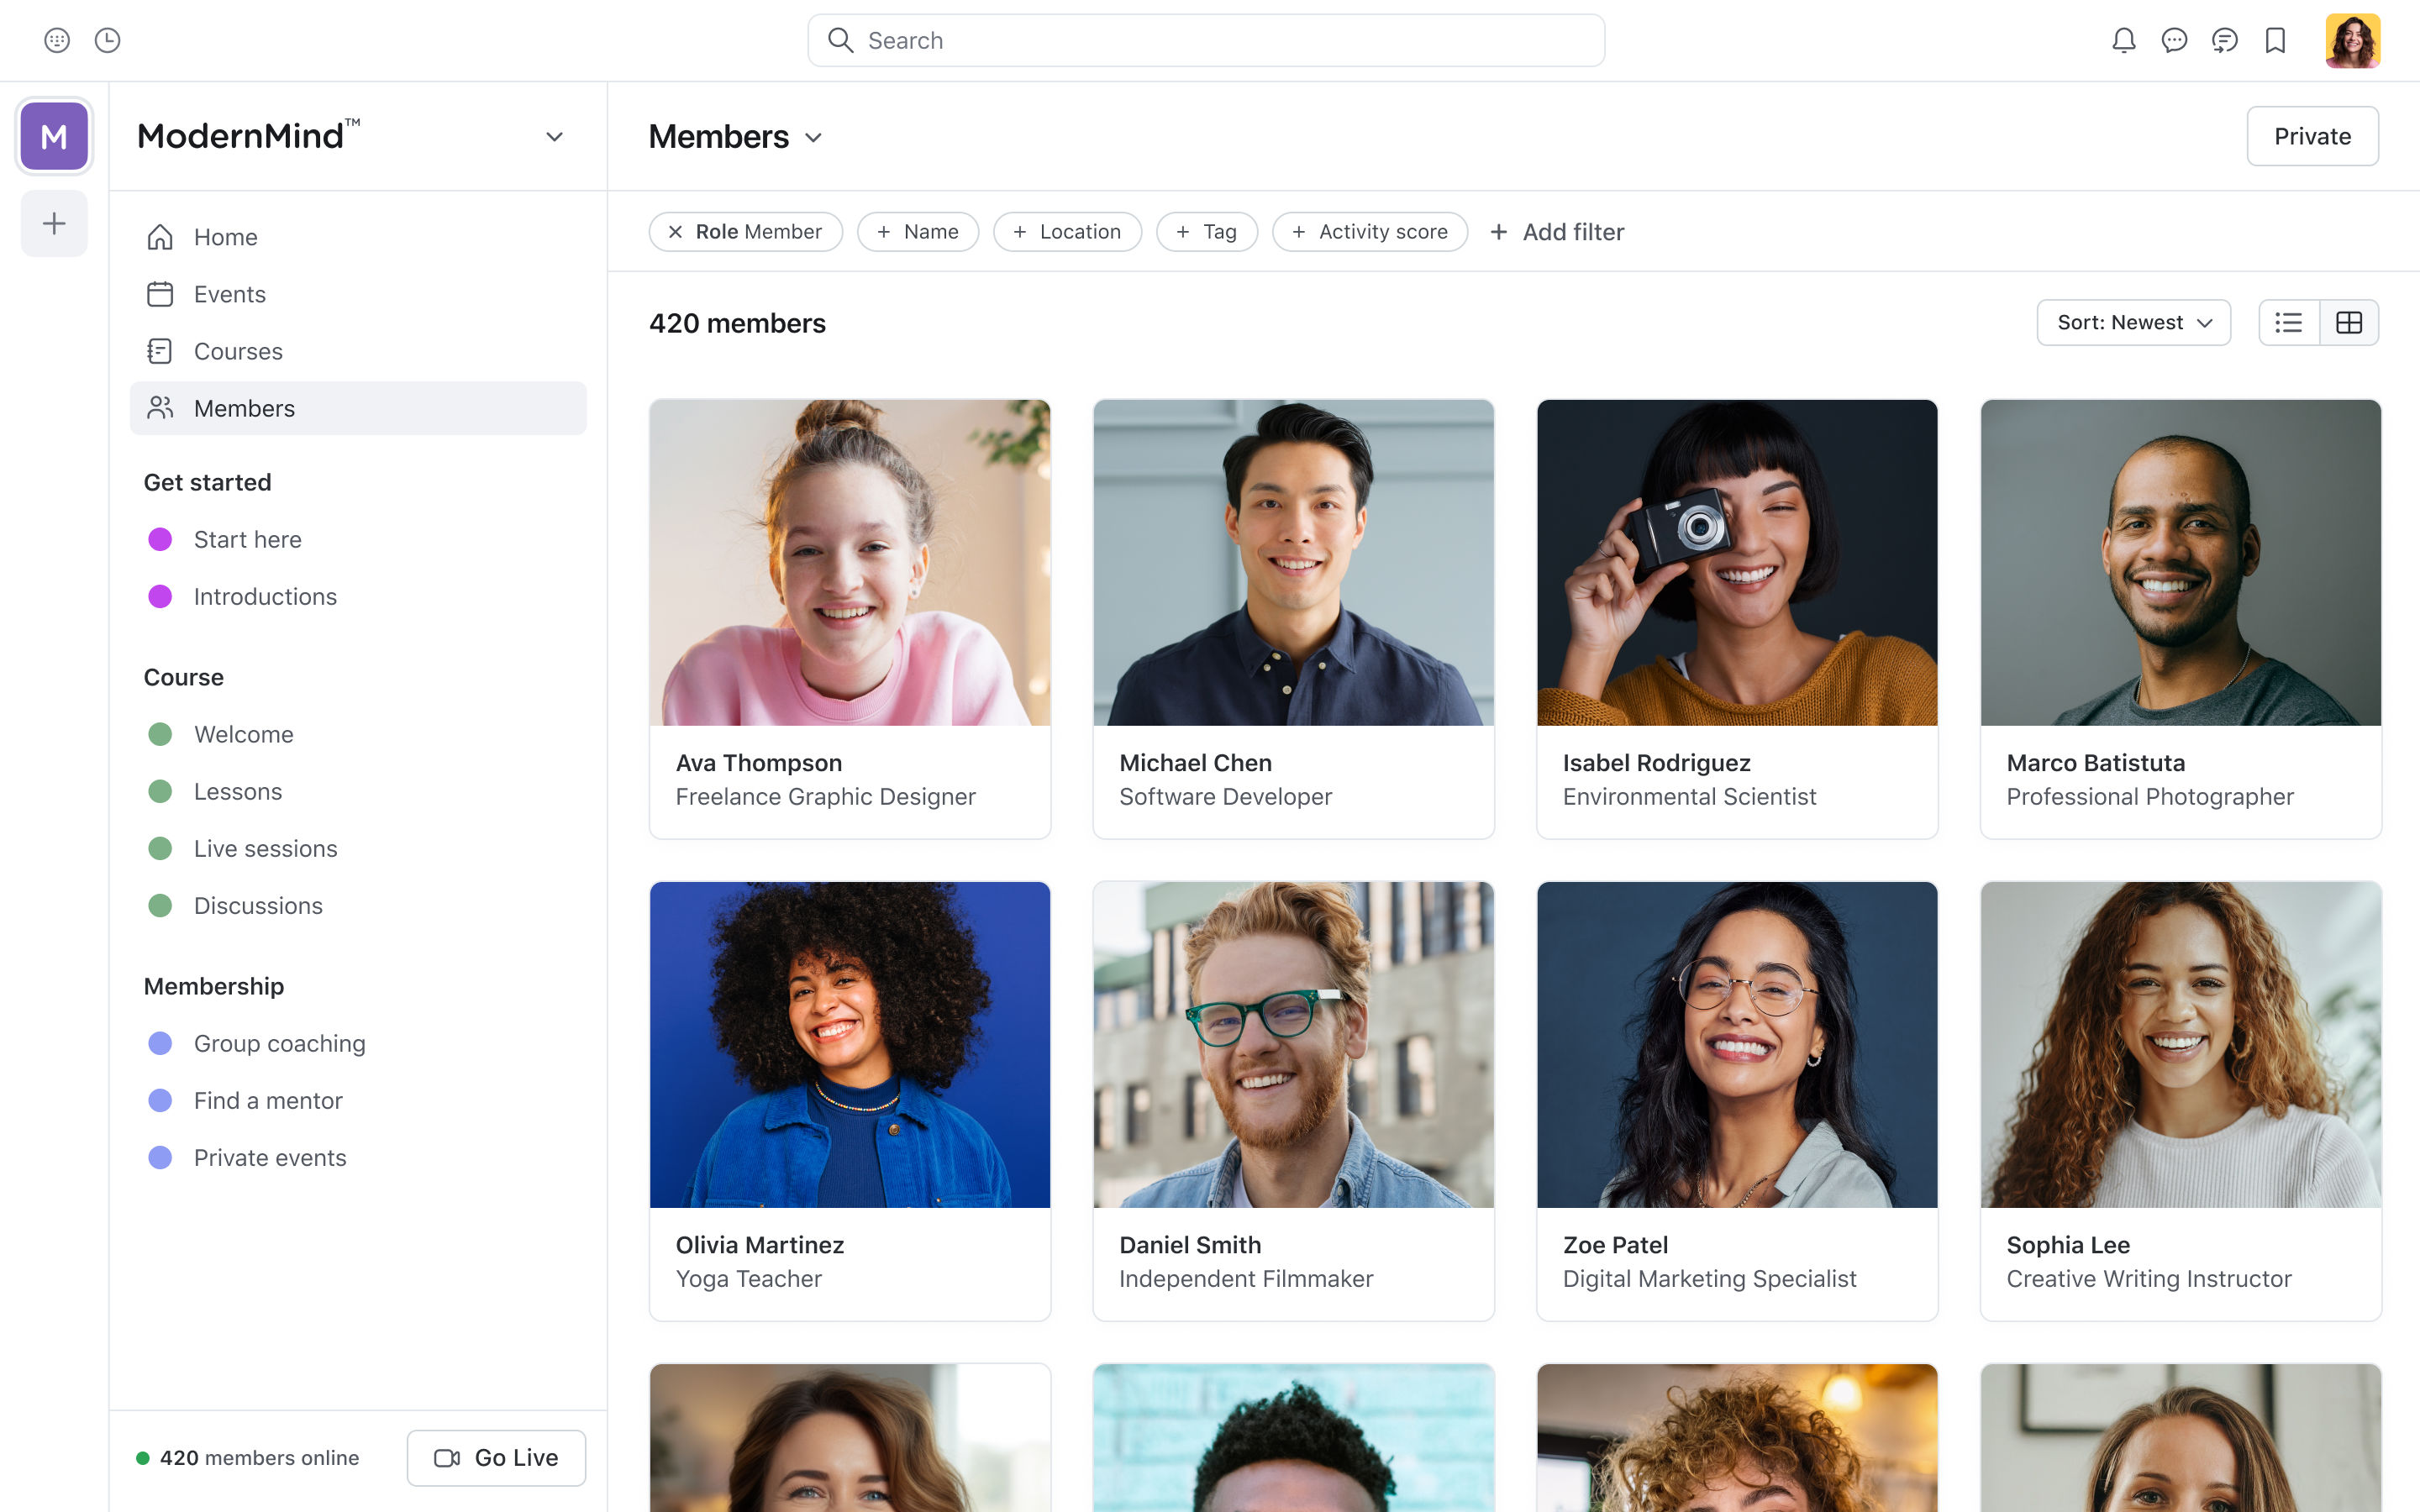 Search
M
ModernMind™
Members
Private
Home
Events
Courses
Members
Get started
Start here
Introductions
Course
Welcome
Lessons
Live sessions
Discussions
Membership
Group coaching
Find a mentor
Private events
420 members online
Go Live
Role Member
Name
Location
Tag
Activity score
Add filter
420 members
Sort: Newest
Ava Thompson
Freelance Graphic Designer
Michael Chen
Software Developer
Isabel Rodriguez
Environmental Scientist
Marco Batistuta
Professional Photographer
Olivia Martinez
Yoga Teacher
Daniel Smith
Independent Filmmaker
Zoe Patel
Digital Marketing Specialist
Sophia Lee
Creative Writing Instructor